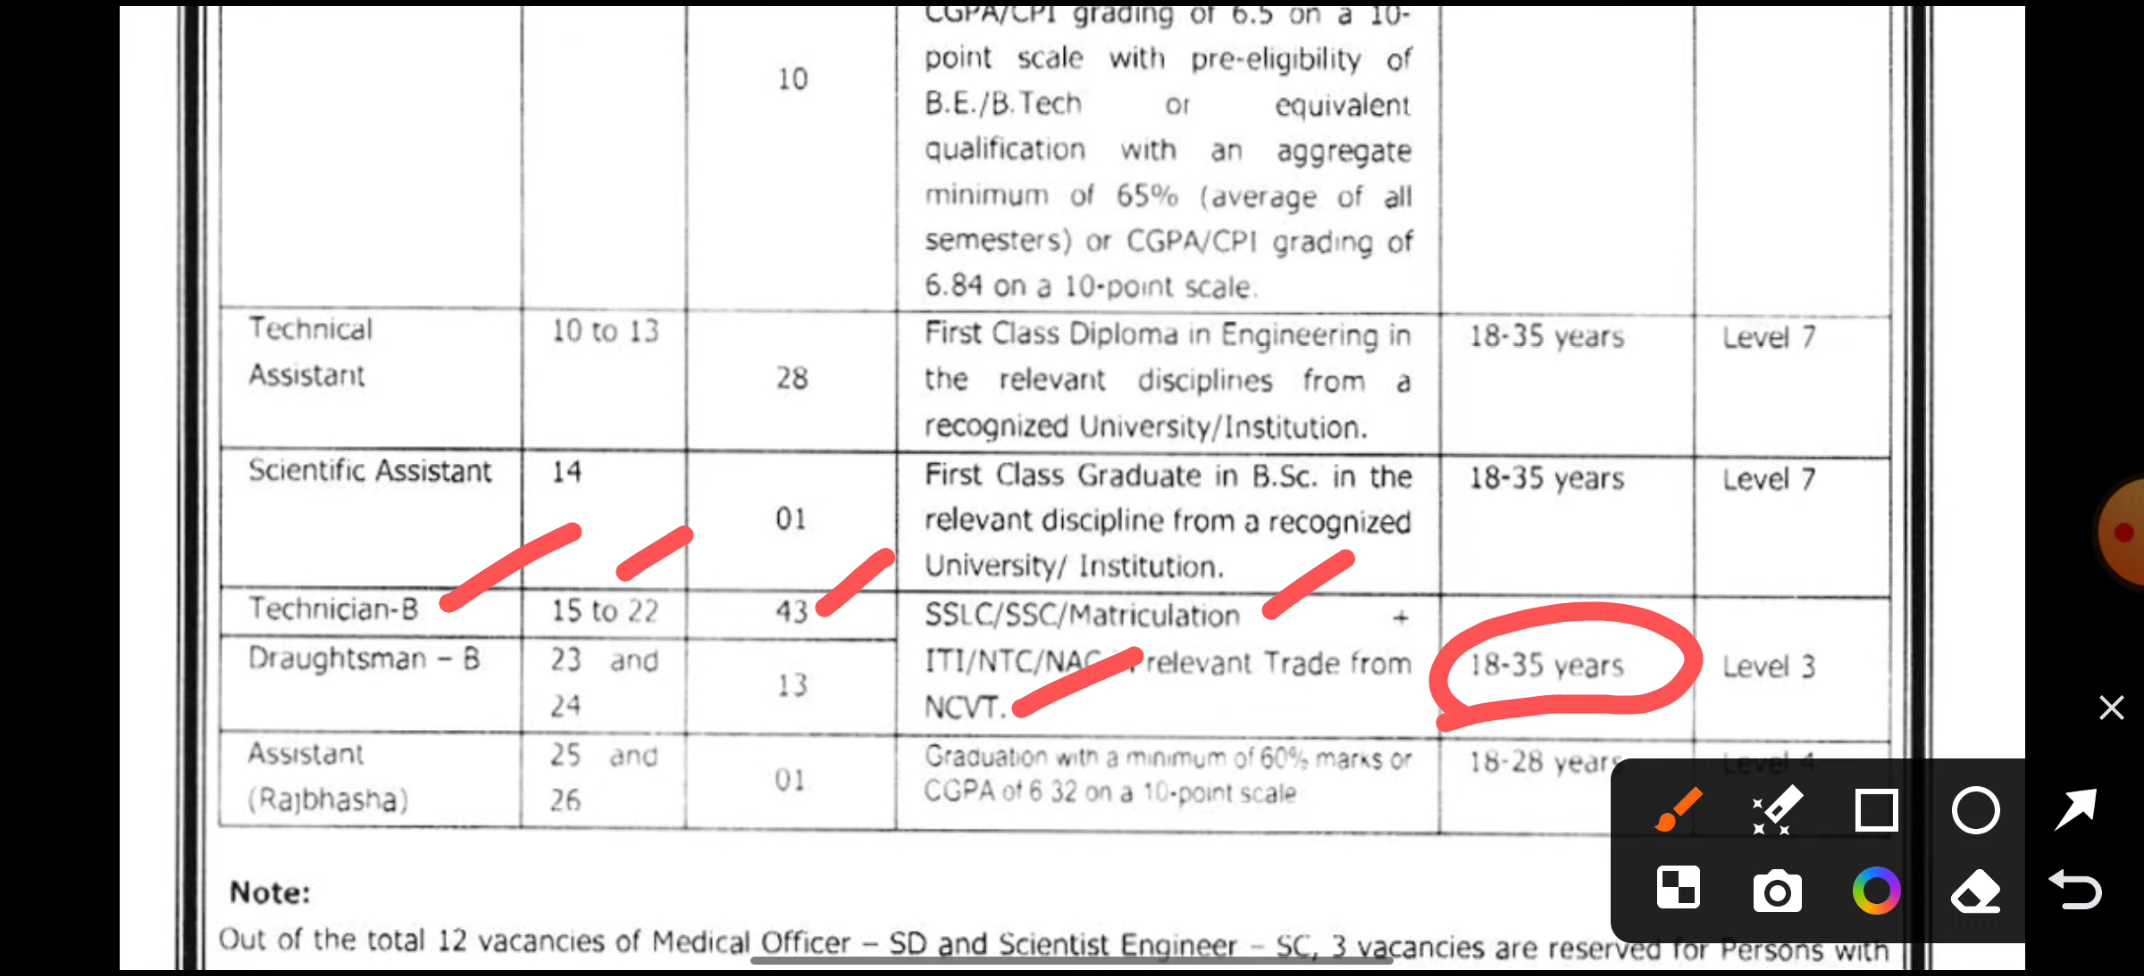 CGPA/CPI grading of 6.5 on a 10-
point scale with pre-eligibility of
10
B.E./B.Tech or equivalent
qualification with an aggregate
minimum of 65% (average of all
semesters) or CGPA/CPI grading of
6.84 on a 10-point scale.
Technical 10 to 13 First Class Diploma in Engineering in 18-35 years Level 7
Assistant 28 the relevant disciplines from a
recognized University/Institution.
Scientific Assistant 14 First Class Graduate in B.Sc. in the 18-35 years Level 7
01 relevant discipline from a recognized
University/ Institution.
Technician-B 15 to 22 43 SSLC/SSC/Matriculation +
Draughtsman – B 23 and 13 ITI/NTC/NAC relevant Trade from 18-35 years Level 3
24 NCVT.
Assistant 25 and 01 Graduation with a minimum of 60% marks or 18-28 years Level 4
(Rajbhasha) 26 CGPA of 6 32 on a 10-point scale
Note:
Out of the total 12 vacancies of Medical Officer – SD and Scientist Engineer – SC, 3 vacancies are reserved for Persons with